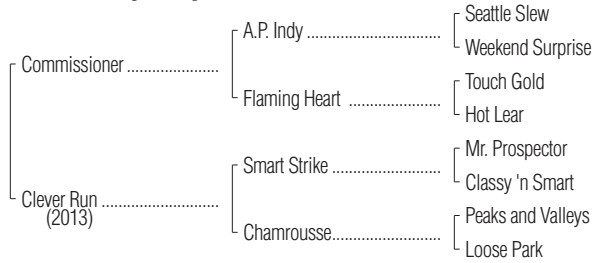 Seattle Slew
A.P. Indy ........................
Weekend Surprise
Commissioner .....................
Touch Gold
Flaming Heart .....................
Hot Lear
Mr. Prospector
Smart Strike .........................
Classy 'n Smart
Clever Run ...........................
(2013)
Peaks and Valleys
Chamrousse.........................
Loose Park